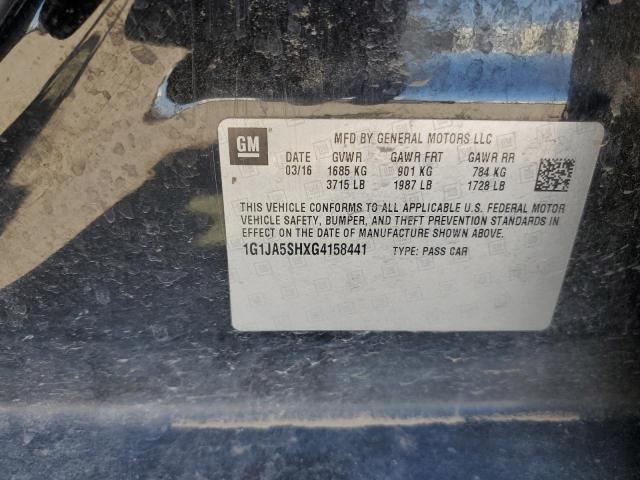 GM
MFD BY GENERAL MOTORS LLC
DATE GVWR GAWR FRT GAWR RR
03/16 1685 KG 901 KG 784 KG
3715 LB 1987 LB 1728 LB
THIS VEHICLE CONFORMS TO ALL APPLICABLE U.S. FEDERAL MOTOR
VEHICLE SAFETY, BUMPER, AND THEFT PREVENTION STANDARDS IN
EFFECT ON THE DATE OF MANUFACTURE SHOWN ABOVE.
1G1JA5SHXG4158441 TYPE: PASS CAR